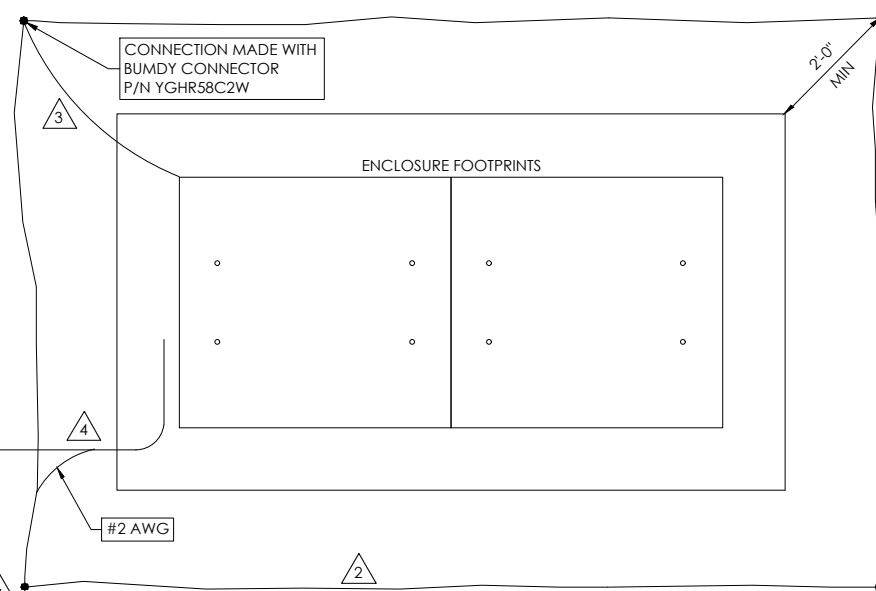 CONNECTION MADE WITH
BUMDY CONNECTOR
P/N YGHR58C2W
2'-0"
MIN
3
ENCLOSURE FOOTPRINTS
4
#2 AWG
2